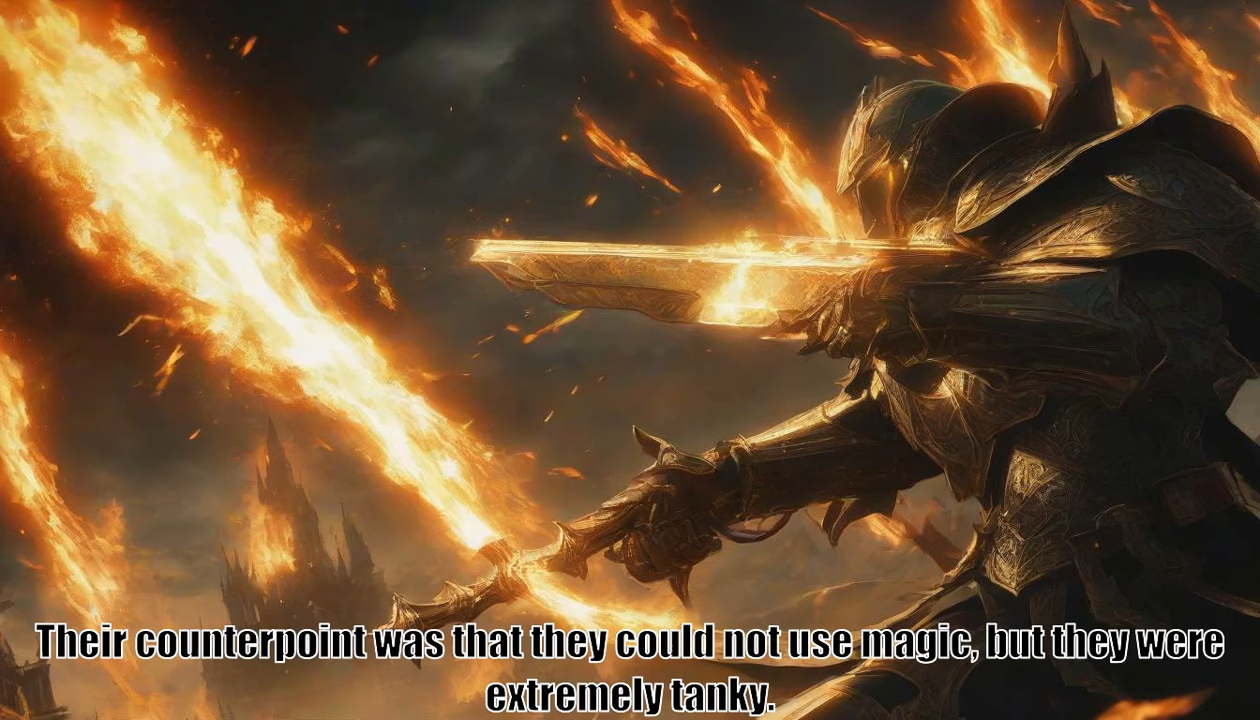 Their counterpoint was that they could not use magic, but they were
extremely tanky.